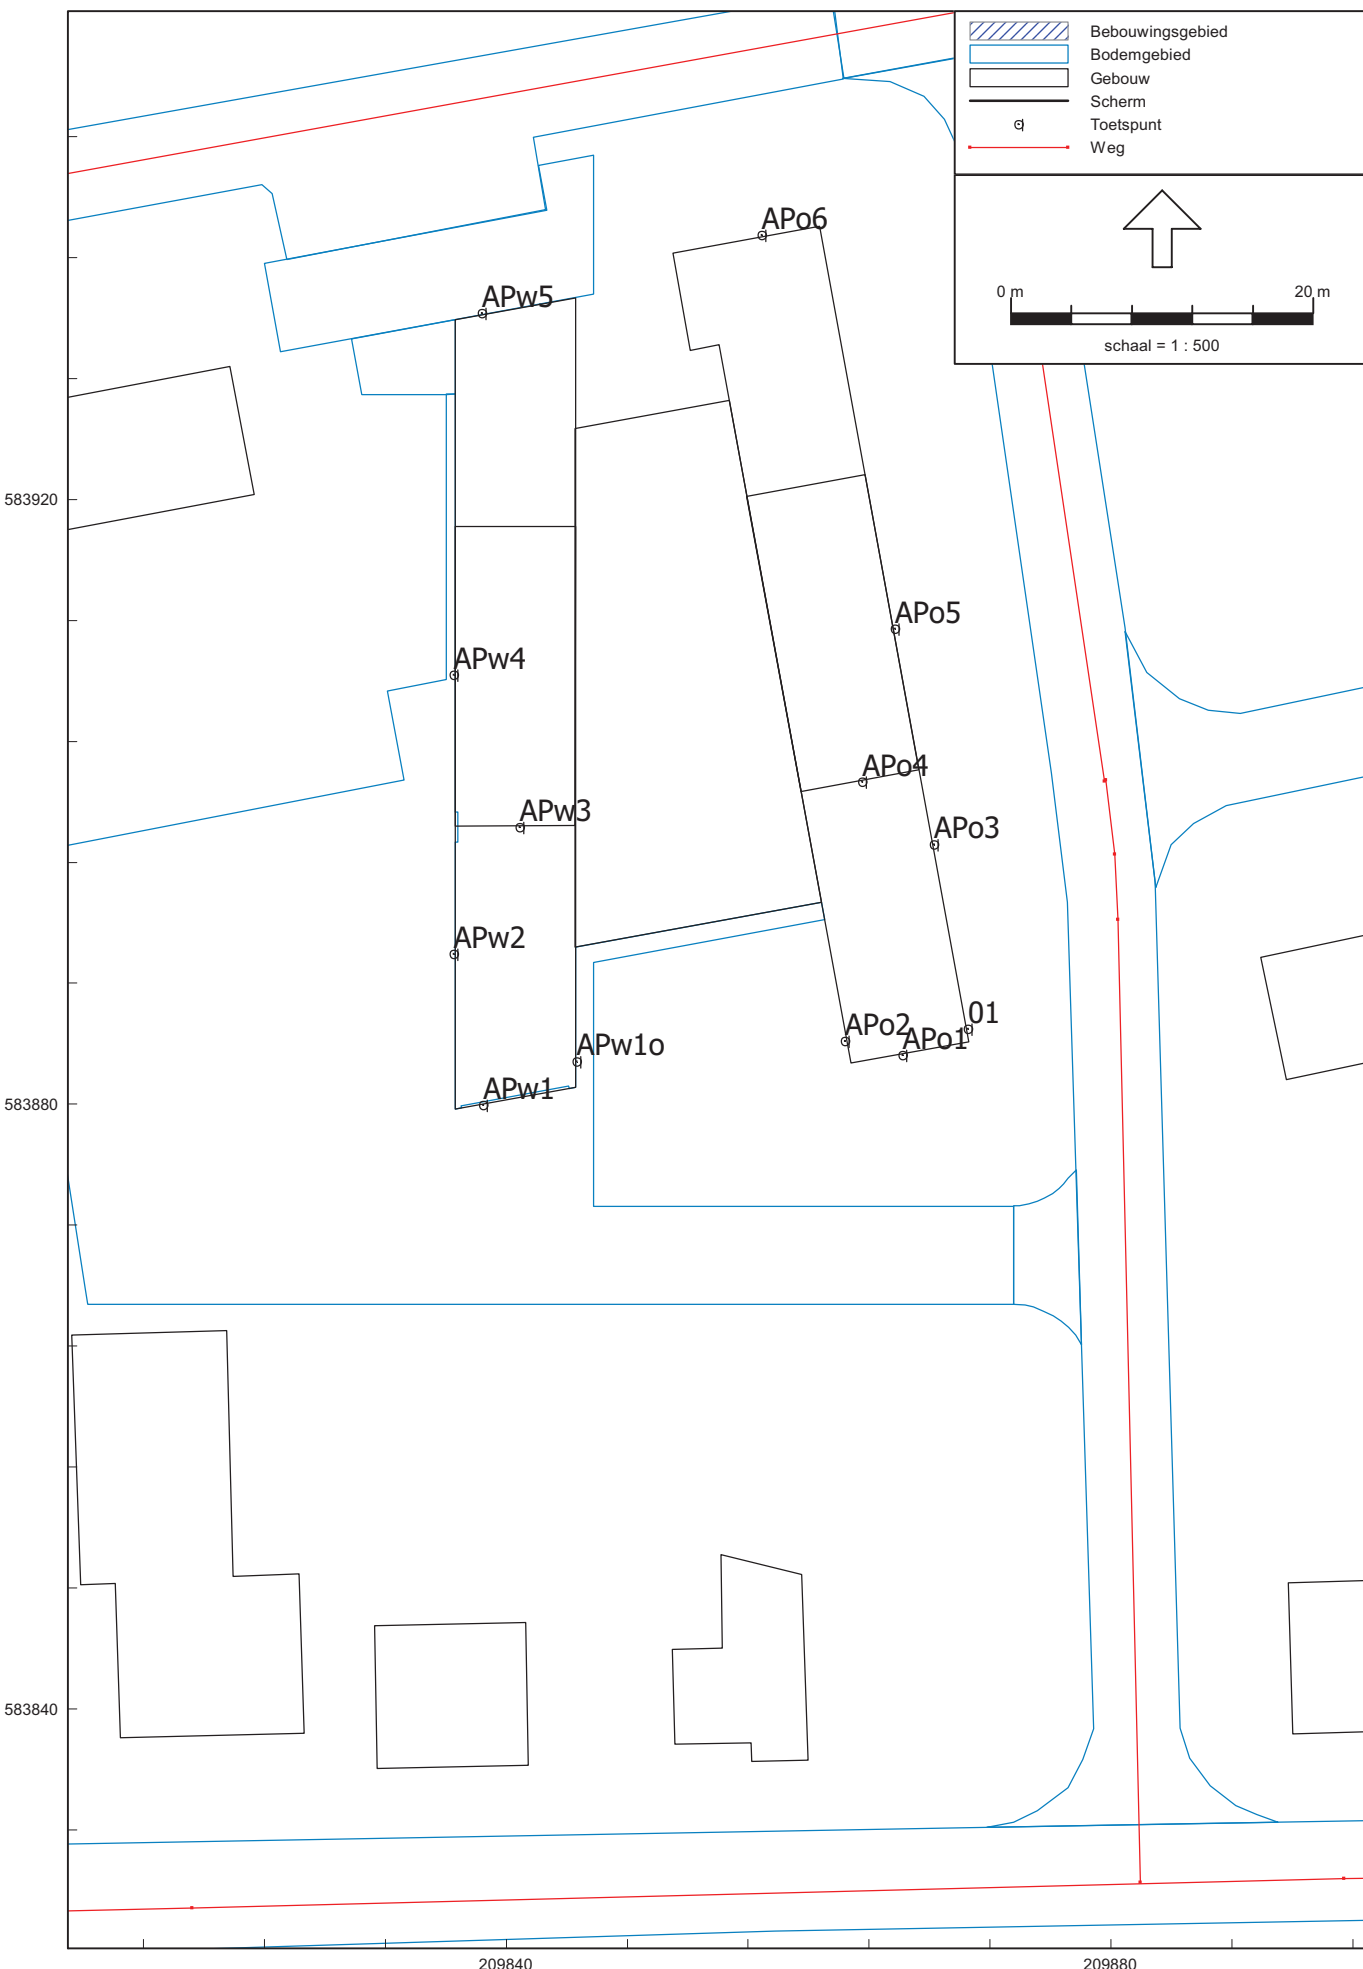 Bebouwingsgebied
Bodemgebied
Gebouw
Scherm
Toetspunt
Weg
0 m 20 m
schaal = 1 : 500
APo6
APw5
583920
APo5
APw4
APo4
APw3
APo3
APw2
01
APo2
APo1
APw1o
APw1
583880
583840
209840 209880